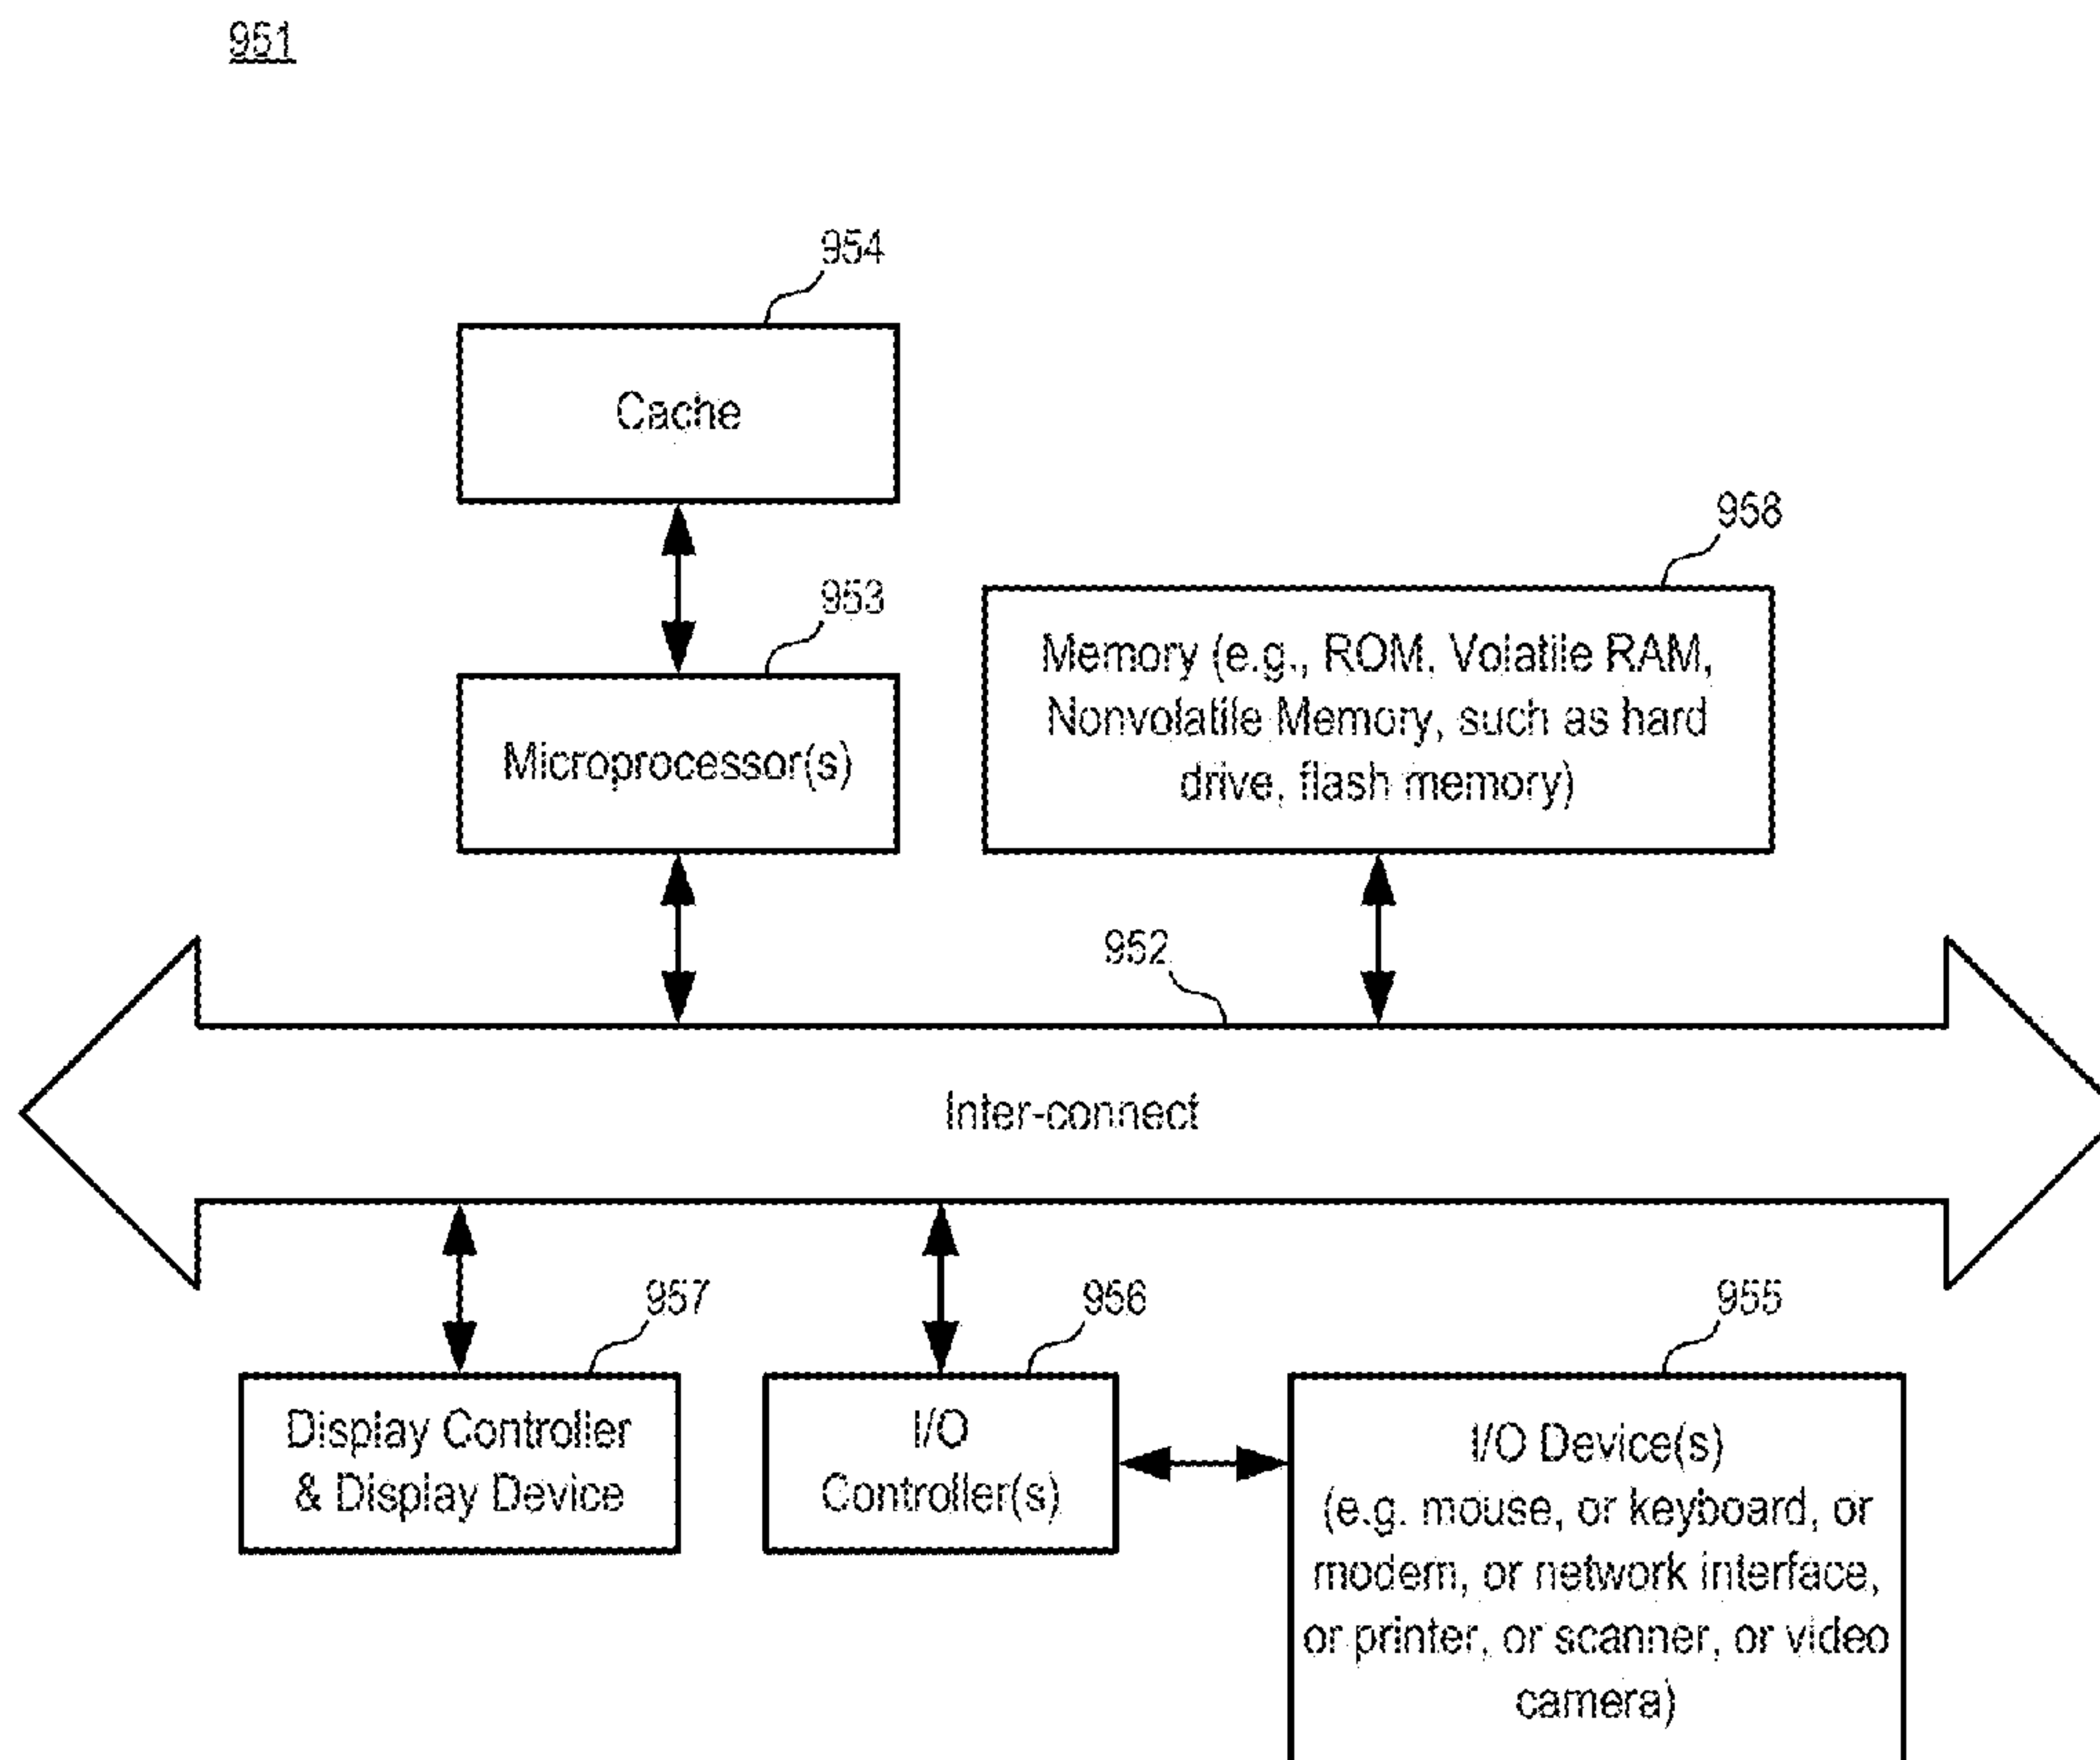 951
954
Cache
958
953
Memory (e.g., ROM, Volatile RAM,
Nonvolatile Memory, such as hard
drive, flash memory)
Microprocessor(s)
952
Inter-connect
957
956
955
Display Controller
& Display Device
I/O
Controller(s)
I/O Device(s)
(e.g. mouse, or keyboard, or
modem, or network interface,
or printer, or scanner, or video
camera)